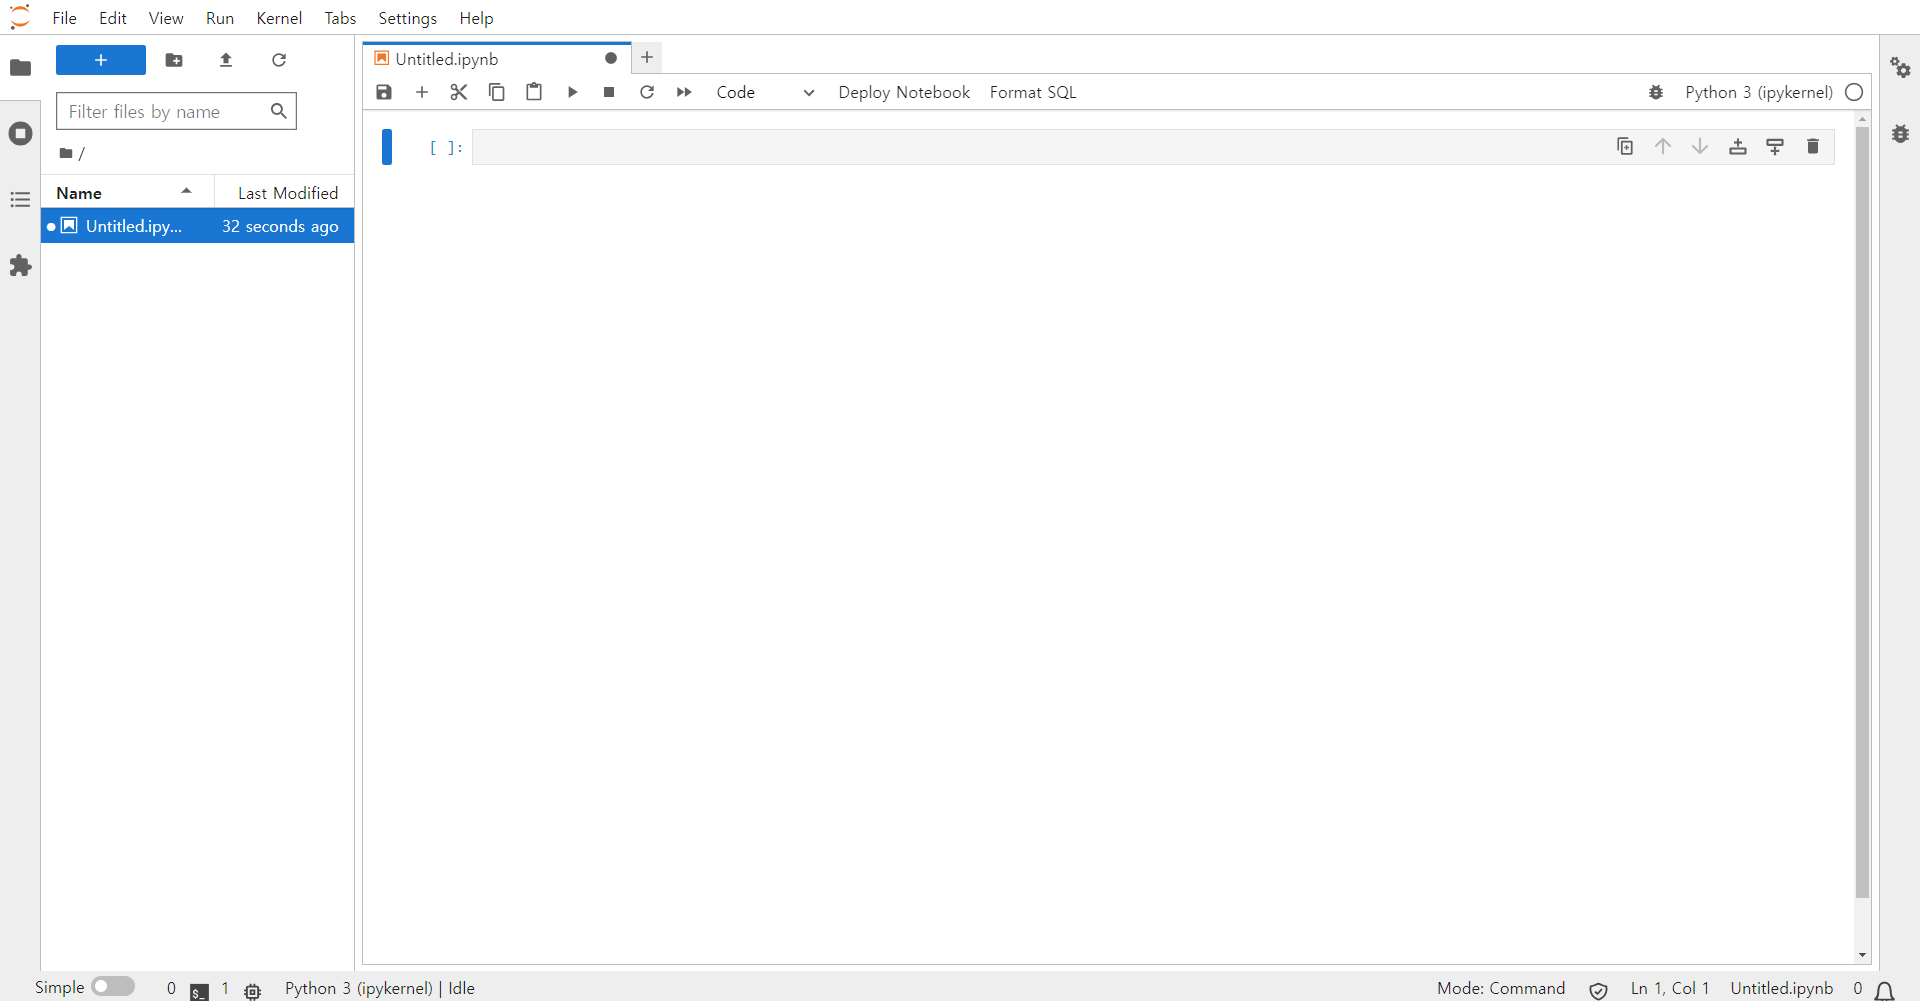 File Edit View Run Kernel Tabs Settings Help
+
Filter files by name
/
Name Last Modified
Untitled.ipy... 32 seconds ago
Untitled.ipynb +
Code Deploy Notebook Format SQL Python 3 (ipykernel)
[ ]:
Simple 0 $_ 1 Python 3 (ipykernel) | Idle Mode: Command Ln 1, Col 1 Untitled.ipynb 0